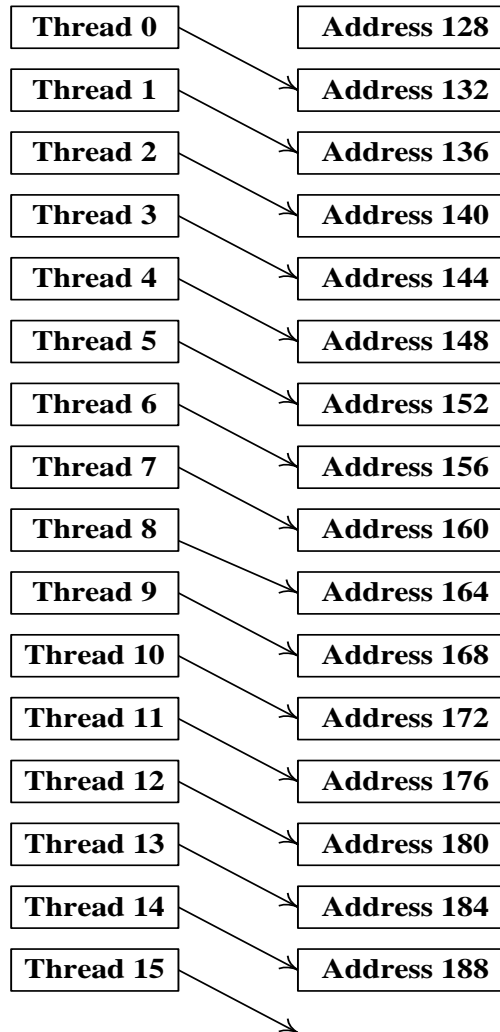 Thread 0 Address 128
Thread 1 Address 132
Thread 2 Address 136
Thread 3 Address 140
Thread 4 Address 144
Thread 5 Address 148
Thread 6 Address 152
Thread 7 Address 156
Thread 8 Address 160
Thread 9 Address 164
Thread 10 Address 168
Thread 11 Address 172
Thread 12 Address 176
Thread 13 Address 180
Thread 14 Address 184
Thread 15 Address 188